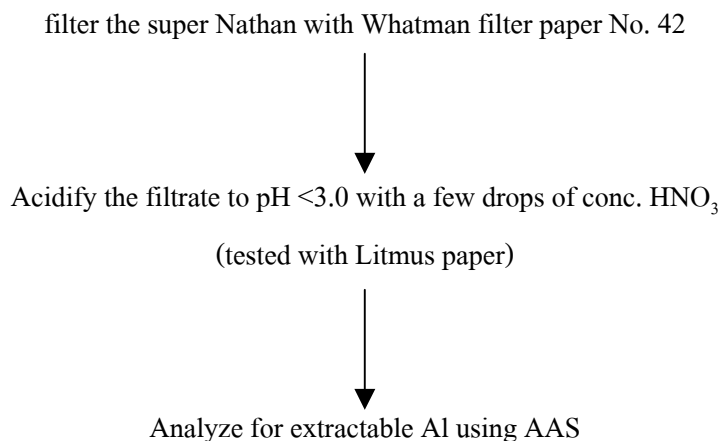 filter the super Nathan with Whatman filter paper No. 42
Acidify the filtrate to pH <3.0 with a few drops of conc. HNO₃
(tested with Litmus paper)
Analyze for extractable Al using AAS